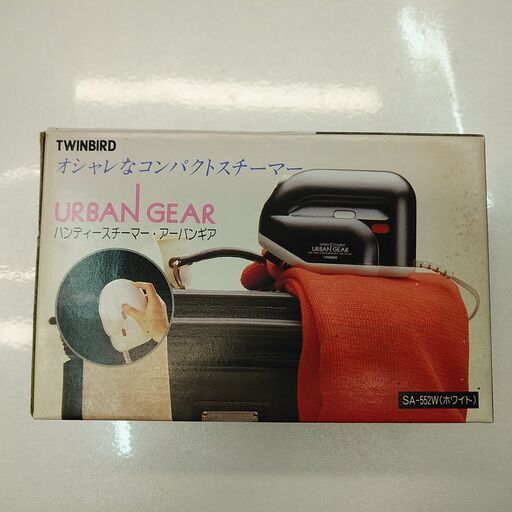 TWINBIRD
オシャレなコンパクトスチーマー
URBAN GEAR
ハンディースチーマー・アーバンギア
URBAN GEAR
TWINBIRD
SA-552W(ホワイト)